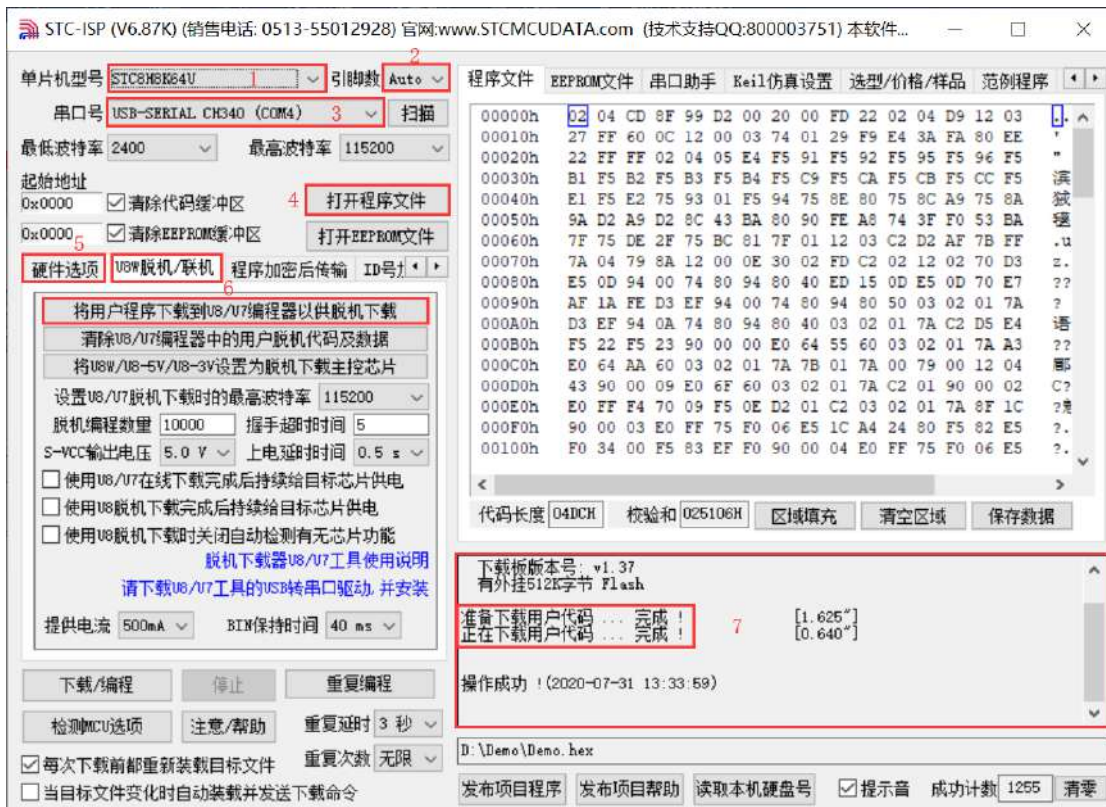 STC-ISP (V6.87K) (销售电话: 0513-55012928) 官网:www.STCMCUDATA.com (技术支持QQ:800003751) 本软件...
单片机型号 STC8H8K64U 1 引脚数 Auto 2
串口号 USB-SERIAL CH340 (COM4) 3 扫描
最低波特率 2400 最高波特率 115200
起始地址
0x0000 清除代码缓冲区 4 打开程序文件
0x0000 清除EEPROM缓冲区 打开EEPROM文件
5
硬件选项 U8W脱机/联机 程序加密后传输 ID号
6
将用户程序下载到U8/U7编程器以供脱机下载
清除U8/U7编程器中的用户脱机代码及数据
将U8W/U8-5V/U8-3V设置为脱机下载主控芯片
设置U8/U7脱机下载时的最高波特率 115200
脱机编程数量 10000 握手超时时间 5
S-VCC输出电压 5.0 V 上电延时时间 0.5 s
使用U8/U7在线下载完成后持续给目标芯片供电
使用U8脱机下载完成后持续给目标芯片供电
使用U8脱机下载时关闭自动检测有无芯片功能
脱机下载器U8/U7工具使用说明
请下载U8/U7工具的USB转串口驱动,并安装
提供电流 500mA BIN保持时间 40 ms
下载/编程 停止 重复编程
检测MCU选项 注意/帮助 重复延时 3 秒
每次下载前都重新装载目标文件 重复次数 无限
当目标文件变化时自动装载并发送下载命令
程序文件 EEPROM文件 串口助手 Keil仿真设置 选型/价格/样品 范例程序
00000h 02 04 CD 8F 99 D2 00 20 00 FD 22 02 04 D9 12 03 ..
00010h 27 FF 60 0C 12 00 03 74 01 29 F9 E4 3A FA 80 EE '
00020h 22 FF FF 02 04 05 E4 F5 91 F5 92 F5 95 F5 96 F5 "
00030h B1 F5 B2 F5 B3 F5 B4 F5 C9 F5 CA F5 CB F5 CC F5 滨
00040h E1 F5 E2 75 93 01 F5 94 75 8E 80 75 8C A9 75 8A
00050h 9A D2 A9 D2 8C 43 BA 80 90 FE A8 74 3F F0 53 BA
00060h 7F 75 DE 2F 75 BC 81 7F 01 12 03 C2 D2 AF 7B FF .u
00070h 7A 04 79 8A 12 00 0E 30 02 FD C2 02 12 02 70 D3 z.
00080h E5 0D 94 00 74 80 94 80 40 ED 15 0D E5 0D 70 E7 ??
00090h AF 1A FE D3 EF 94 00 74 80 94 80 50 03 02 01 7A ?
000A0h D3 EF 94 0A 74 80 94 80 40 03 02 01 7A C2 D5 E4 语
000B0h F5 22 F5 23 90 00 00 E0 64 55 60 03 02 01 7A A3 ??
000C0h E0 64 AA 60 03 02 01 7A 7B 01 7A 00 79 00 12 04
000D0h 43 90 00 09 E0 6F 60 03 02 01 7A C2 01 90 00 02 C?
000E0h E0 FF F4 70 09 F5 0E D2 01 C2 03 02 01 7A 8F 1C
000F0h 90 00 03 E0 FF 75 F0 06 E5 1C A4 24 80 F5 82 E5 ?.
00100h F0 34 00 F5 83 EF F0 90 00 04 E0 FF 75 F0 06 E5 ?.
代码长度 04DCH 校验和 025106H 区域填充 清空区域 保存数据
下载板版本号: v1.37
有外挂512K字节 Flash
准备下载用户代码 ... 完成 ! [1.625"]
7
正在下载用户代码 ... 完成 ! [0.640"]
操作成功 !(2020-07-31 13:33:59)
D:\Demo\Demo.hex
发布项目程序 发布项目帮助 读取本机硬盘号 提示音 成功计数 1255 清零